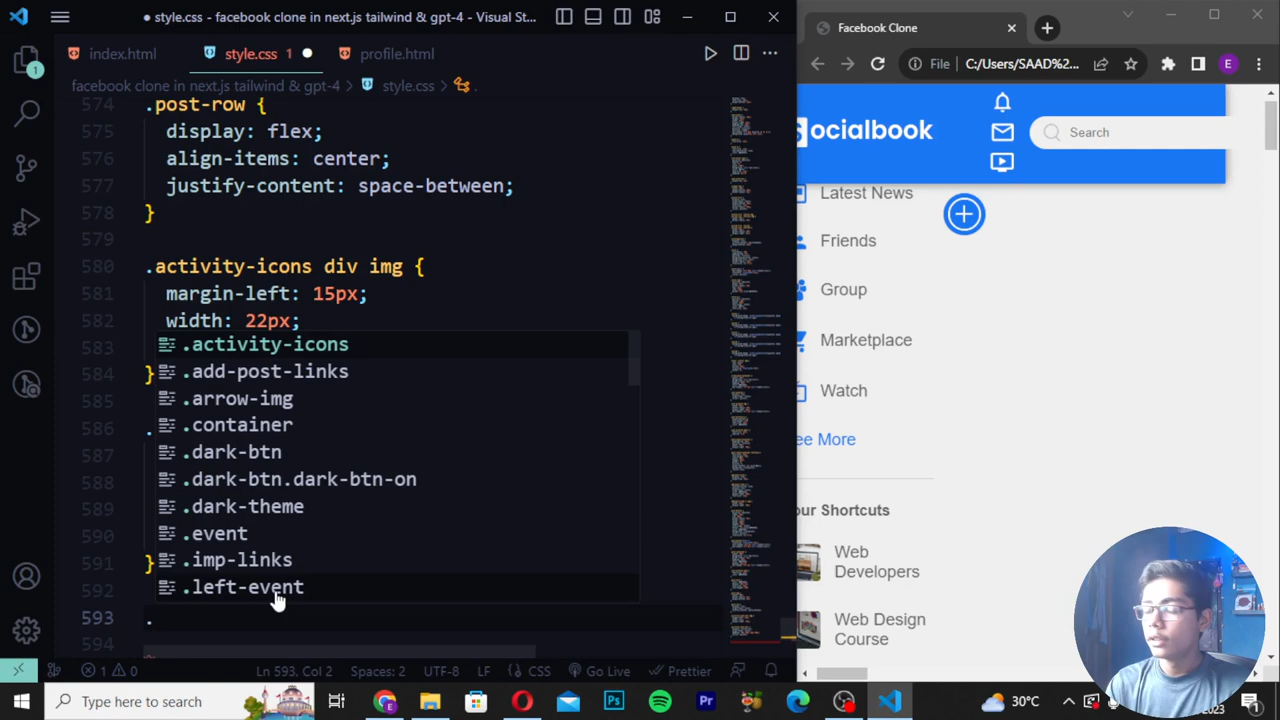 style.css - facebook clone in next.js tailwind & gpt-4 - Visual St...
index.html
style.css 1
profile.html
facebook clone in next.js tailwind & gpt-4 > style.css > .
574 .post-row {
575 display: flex;
576 align-items: center;
577 justify-content: space-between;
578 }
579
580 .activity-icons div img {
581 margin-left: 15px;
582 width: 22px;
583 .activity-icons
584 } .add-post-links
585 .arrow-img
586 . .container
587 .dark-btn
588 .dark-btn.dark-btn-on
589 .dark-theme
590 .event
591 } .imp-links
592 .left-event
593 .
594
Ln 593, Col 2
Spaces: 2
UTF-8
LF
{} CSS
Go Live
Prettier
0
0
1
Facebook Clone
File
C:/Users/SAAD%2...
E
ocialbook
Search
Latest News
Friends
Group
Marketplace
Watch
ee More
our Shortcuts
Web
Developers
Web Design
Course
Type here to search
Ps
Pr
30°C
2023
1